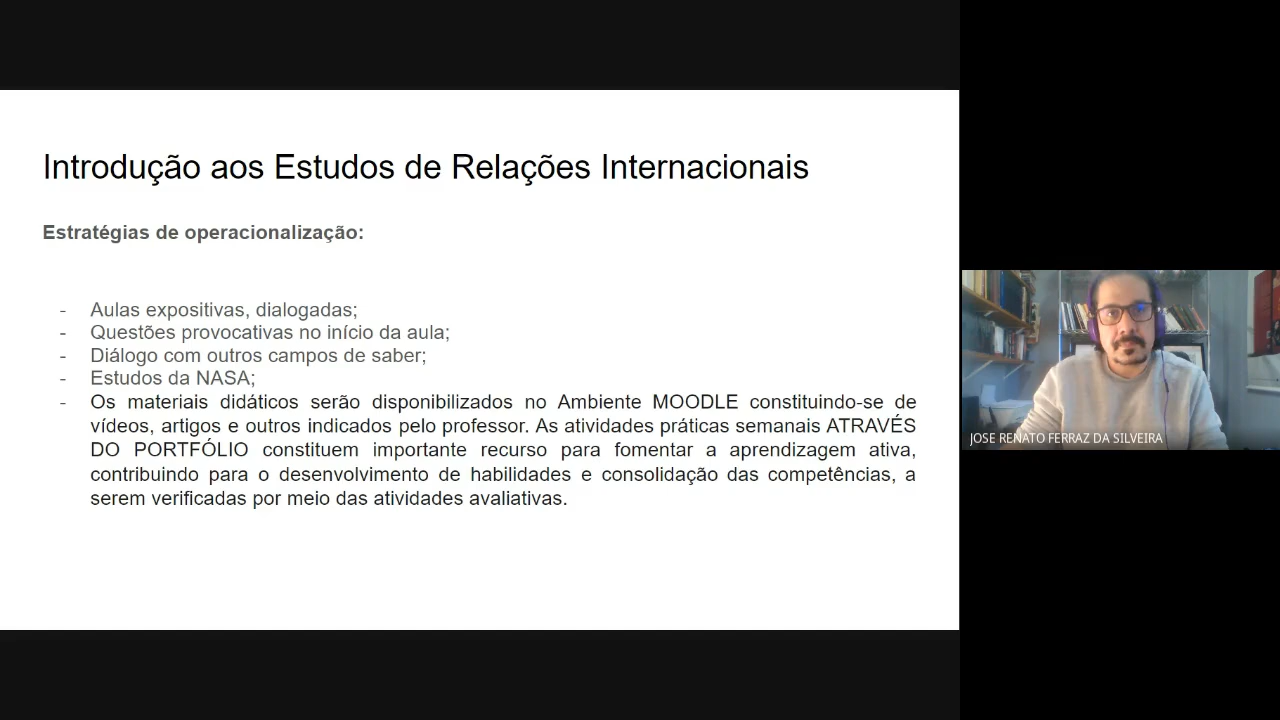 Introdução aos Estudos de Relações Internacionais
Estratégias de operacionalização:
- Aulas expositivas, dialogadas;
- Questões provocativas no início da aula;
- Diálogo com outros campos de saber;
- Estudos da NASA;
- Os materiais didáticos serão disponibilizados no Ambiente MOODLE constituindo-se de
vídeos, artigos e outros indicados pelo professor. As atividades práticas semanais ATRAVÉS
DO PORTFÓLIO constituem importante recurso para fomentar a aprendizagem ativa,
contribuindo para o desenvolvimento de habilidades e consolidação das competências, a
serem verificadas por meio das atividades avaliativas.
JOSE RENATO FERRAZ DA SILVEIRA